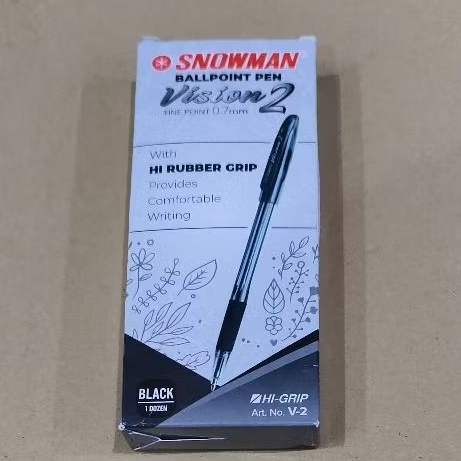 SNOWMAN
BALLPOINT PEN
Vision 2
FINE POINT 0.7mm
With
HI RUBBER GRIP
Provides
Comfortable
Writing
BLACK
1 DOZEN
HI-GRIP
Art. No. V-2